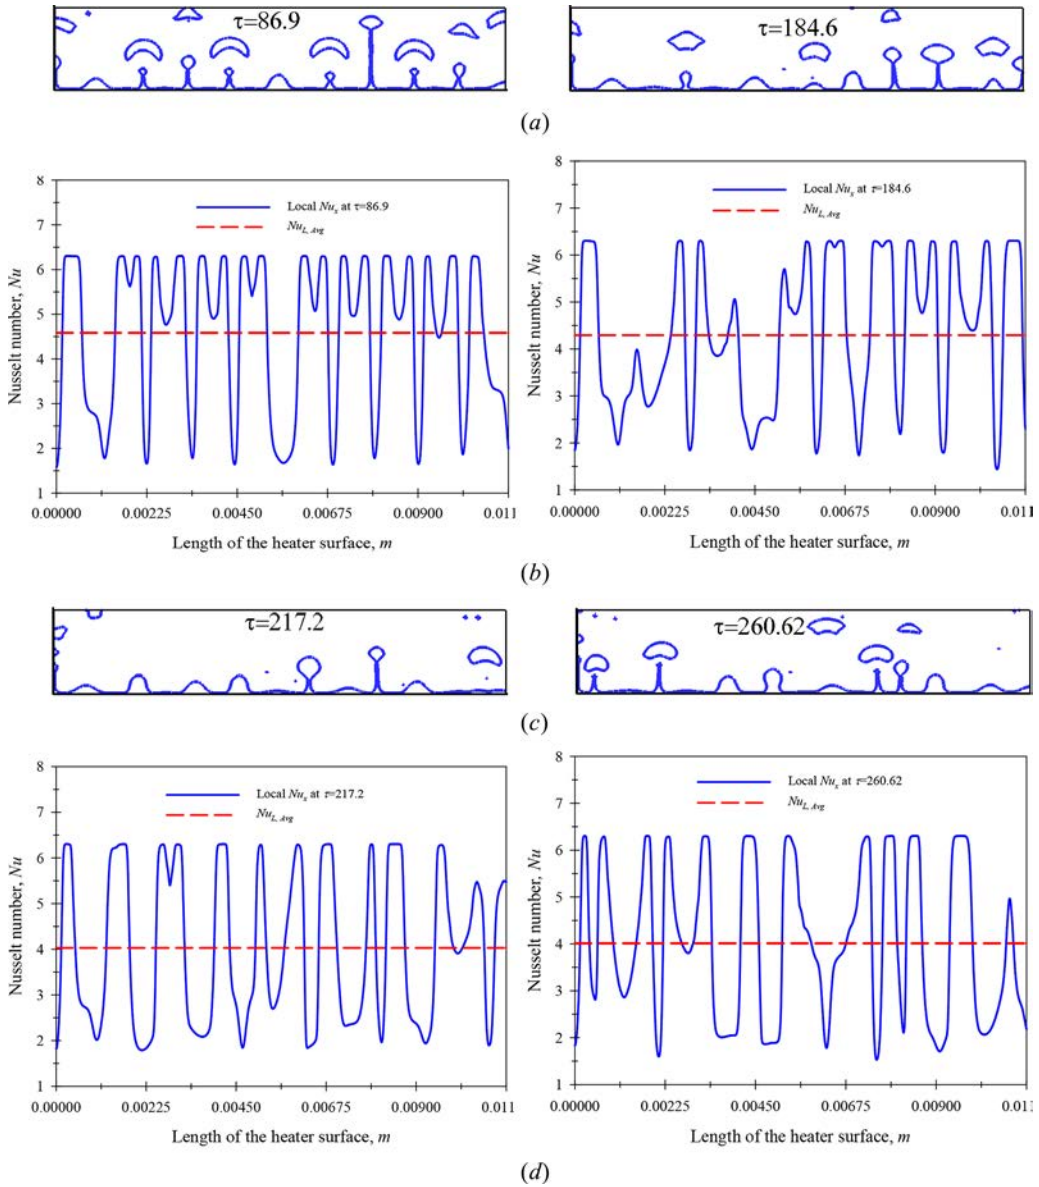 τ=86.9
τ=184.6
(a)
8
7
6
5
4
3
2
1
Nusselt number, Nu
Local Nux at τ=86.9
NuL, Avg
0.00000 0.00225 0.00450 0.00675 0.00900 0.011
Length of the heater surface, m
8
7
6
5
4
3
2
1
Nusselt number, Nu
Local Nux at τ=184.6
NuL, Avg
0.00000 0.00225 0.00450 0.00675 0.00900 0.011
Length of the heater surface, m
(b)
τ=217.2
τ=260.62
(c)
8
7
6
5
4
3
2
1
Nusselt number, Nu
Local Nux at τ=217.2
NuL, Avg
0.00000 0.00225 0.00450 0.00675 0.00900 0.011
Length of the heater surface, m
8
7
6
5
4
3
2
1
Nusselt number, Nu
Local Nux at τ=260.62
NuL, Avg
0.00000 0.00225 0.00450 0.00675 0.00900 0.011
Length of the heater surface, m
(d)